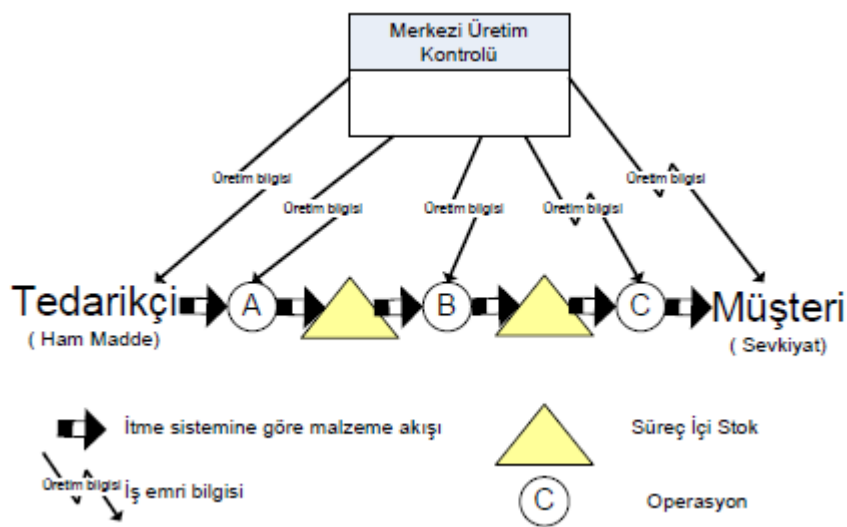 Merkezi Üretim
Kontrolü
Üretim bilgisi
Üretim bilgisi
Üretim bilgisi
Üretim bilgisi
Üretim bilgisi
Tedarikçi
( Ham Madde)
A
B
C
Müşteri
( Sevkiyat)
İtme sistemine göre malzeme akışı
Süreç İçi Stok
Üretim bilgisi
İş emri bilgisi
C
Operasyon